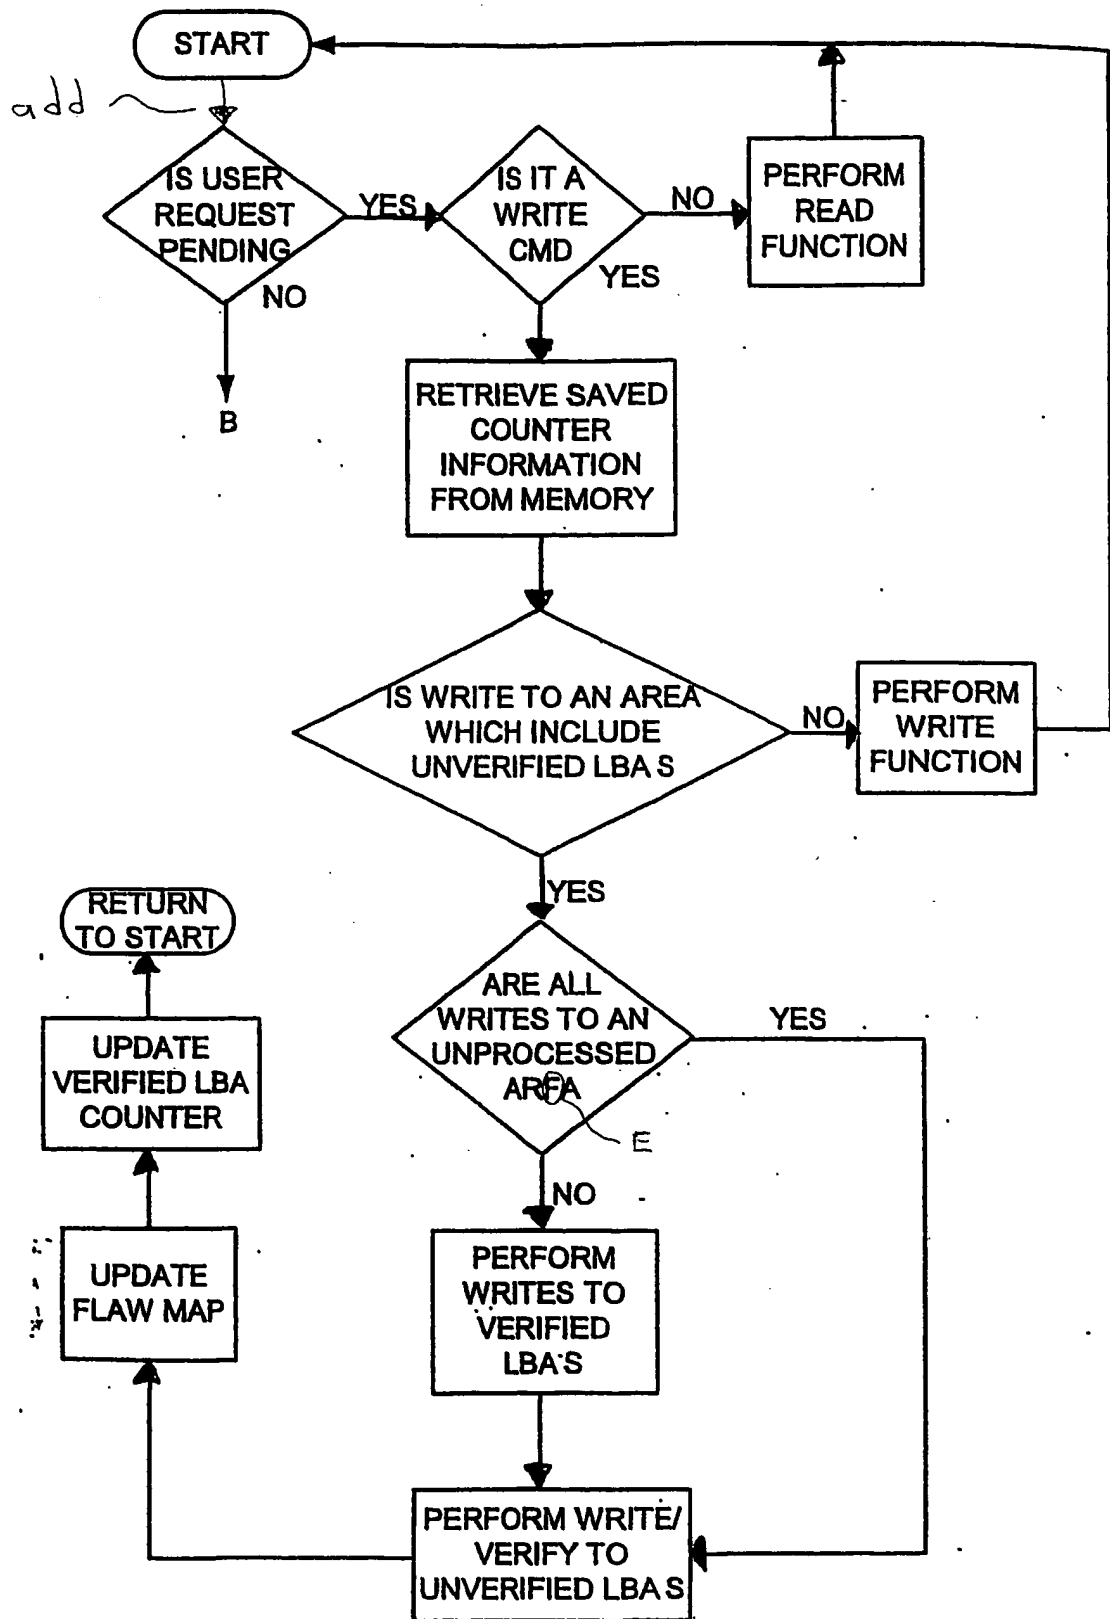 START
add
IS USER
REQUEST
PENDING
YES
IS IT A
WRITE
CMD
NO
PERFORM
READ
FUNCTION
NO
YES
B
RETRIEVE SAVED
COUNTER
INFORMATION
FROM MEMORY
IS WRITE TO AN AREA
WHICH INCLUDE
UNVERIFIED LBA S
NO
PERFORM
WRITE
FUNCTION
YES
RETURN
TO START
ARE ALL
WRITES TO AN
UNPROCESSED
ARFA
E
YES
UPDATE
VERIFIED LBA
COUNTER
NO
UPDATE
FLAW MAP
PERFORM
WRITES TO
VERIFIED
LBA'S
PERFORM WRITE/
VERIFY TO
UNVERIFIED LBA S